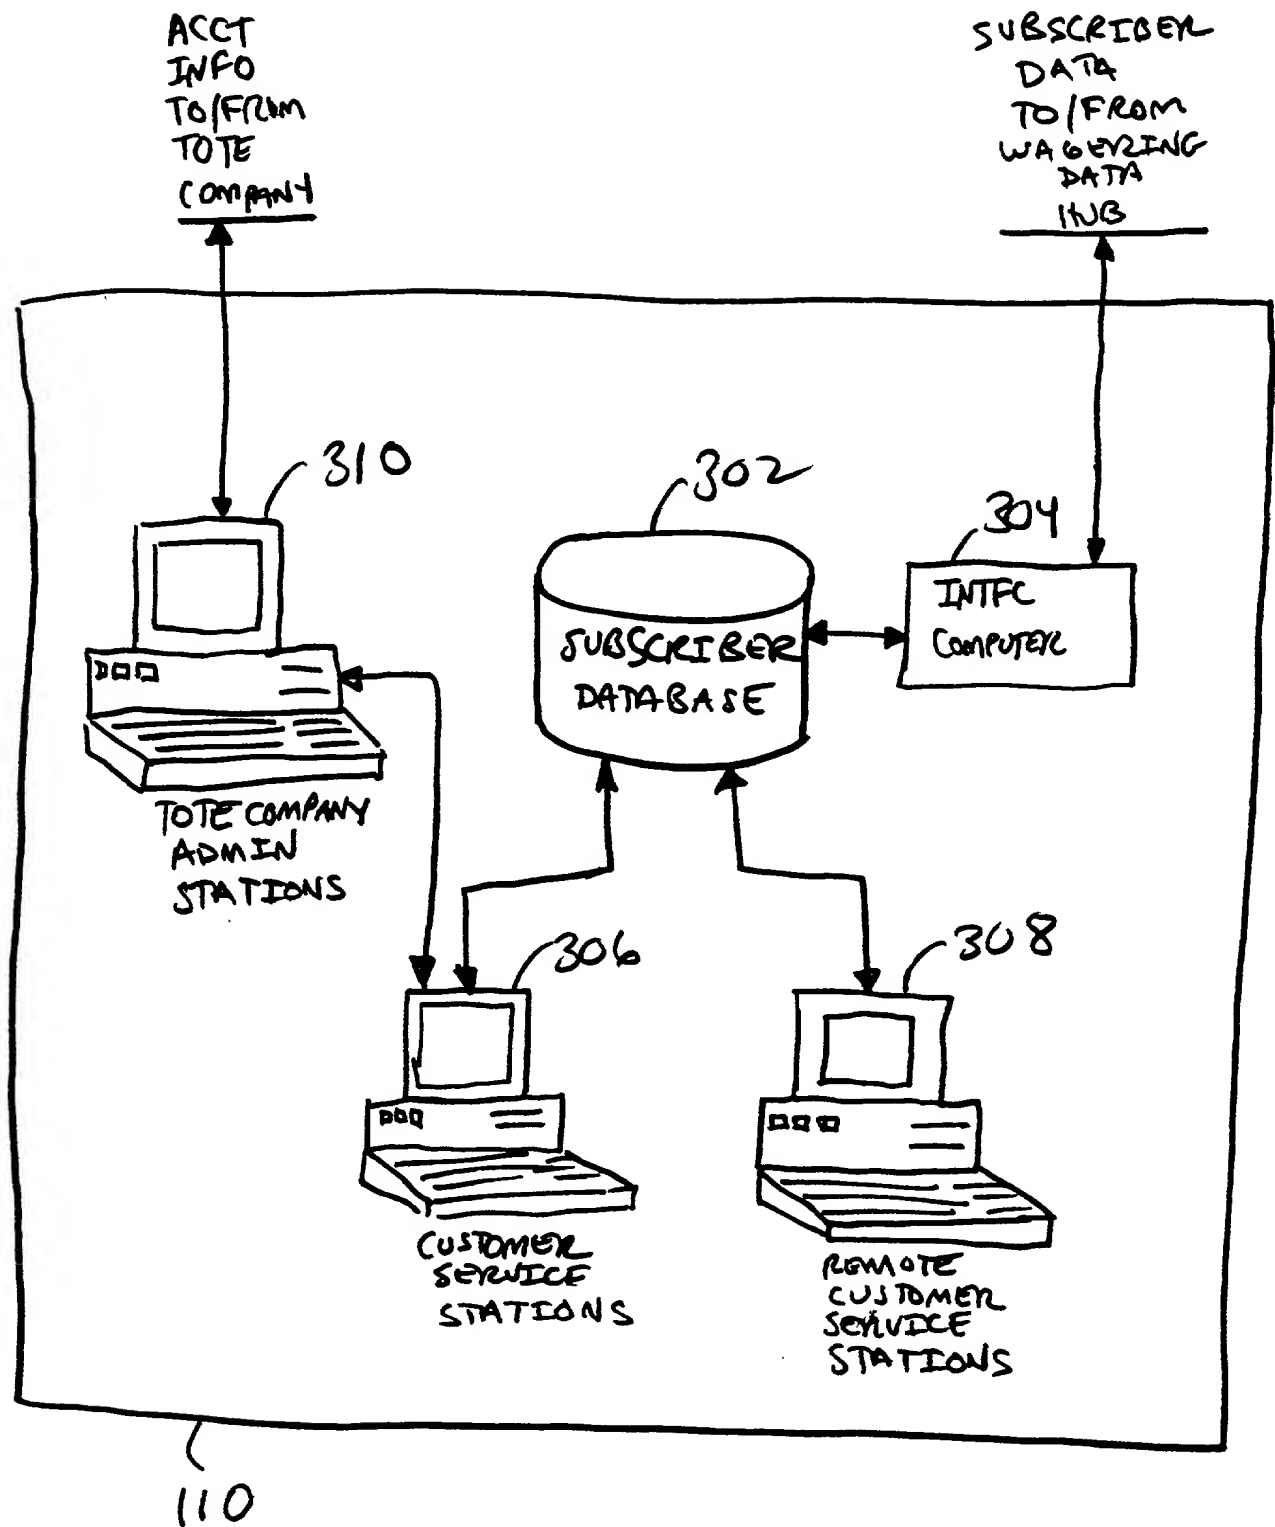 ACCT
INFO
TO/FROM
TOTE
COMPANY
SUBSCRIBER
DATA
TO/FROM
WAGERING
DATA
HUB
310
302
304
INTFC
COMPUTER
SUBSCRIBER
DATABASE
TOTE COMPANY
ADMIN
STATIONS
306
308
CUSTOMER
SERVICE
STATIONS
REMOTE
CUSTOMER
SERVICE
STATIONS
110